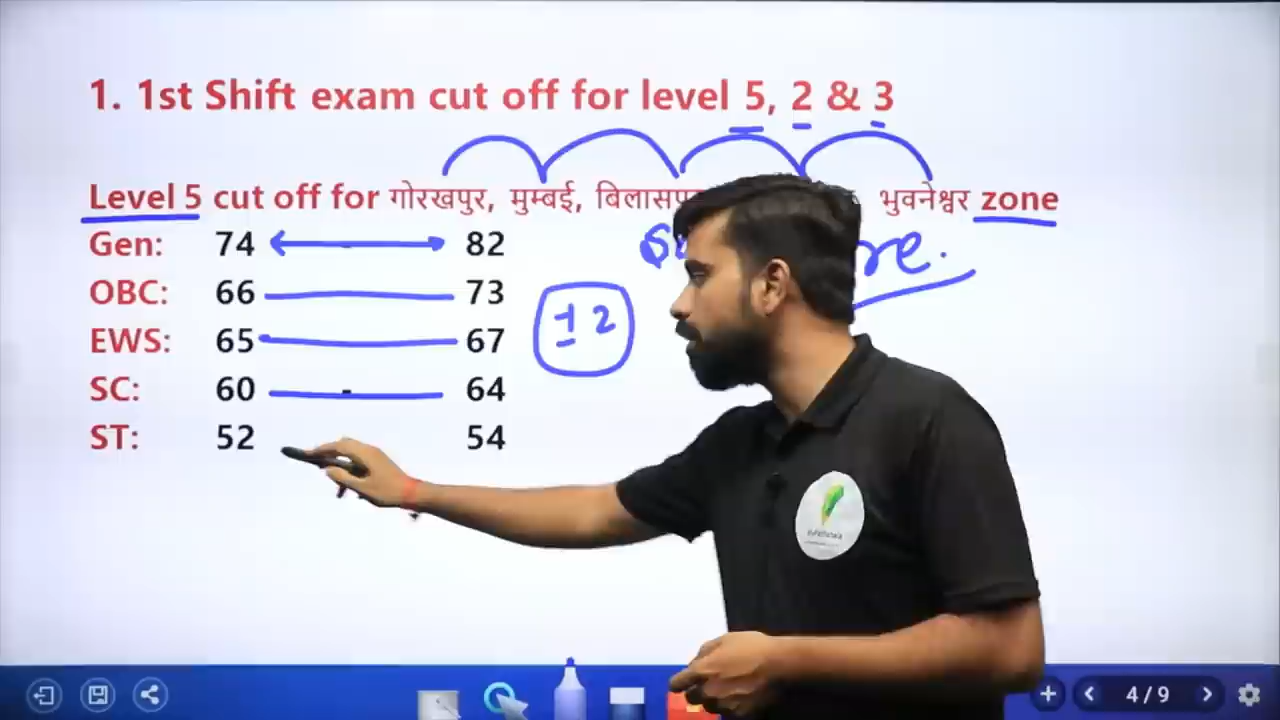 1. 1st Shift exam cut off for level 5, 2 & 3
Level 5 cut off for गोरखपुर, मुम्बई, भुवनेश्वर zone
Gen: 74 82
OBC: 66 73
EWS: 65 67
±2
SC: 60 64
ST: 52 54
4/9